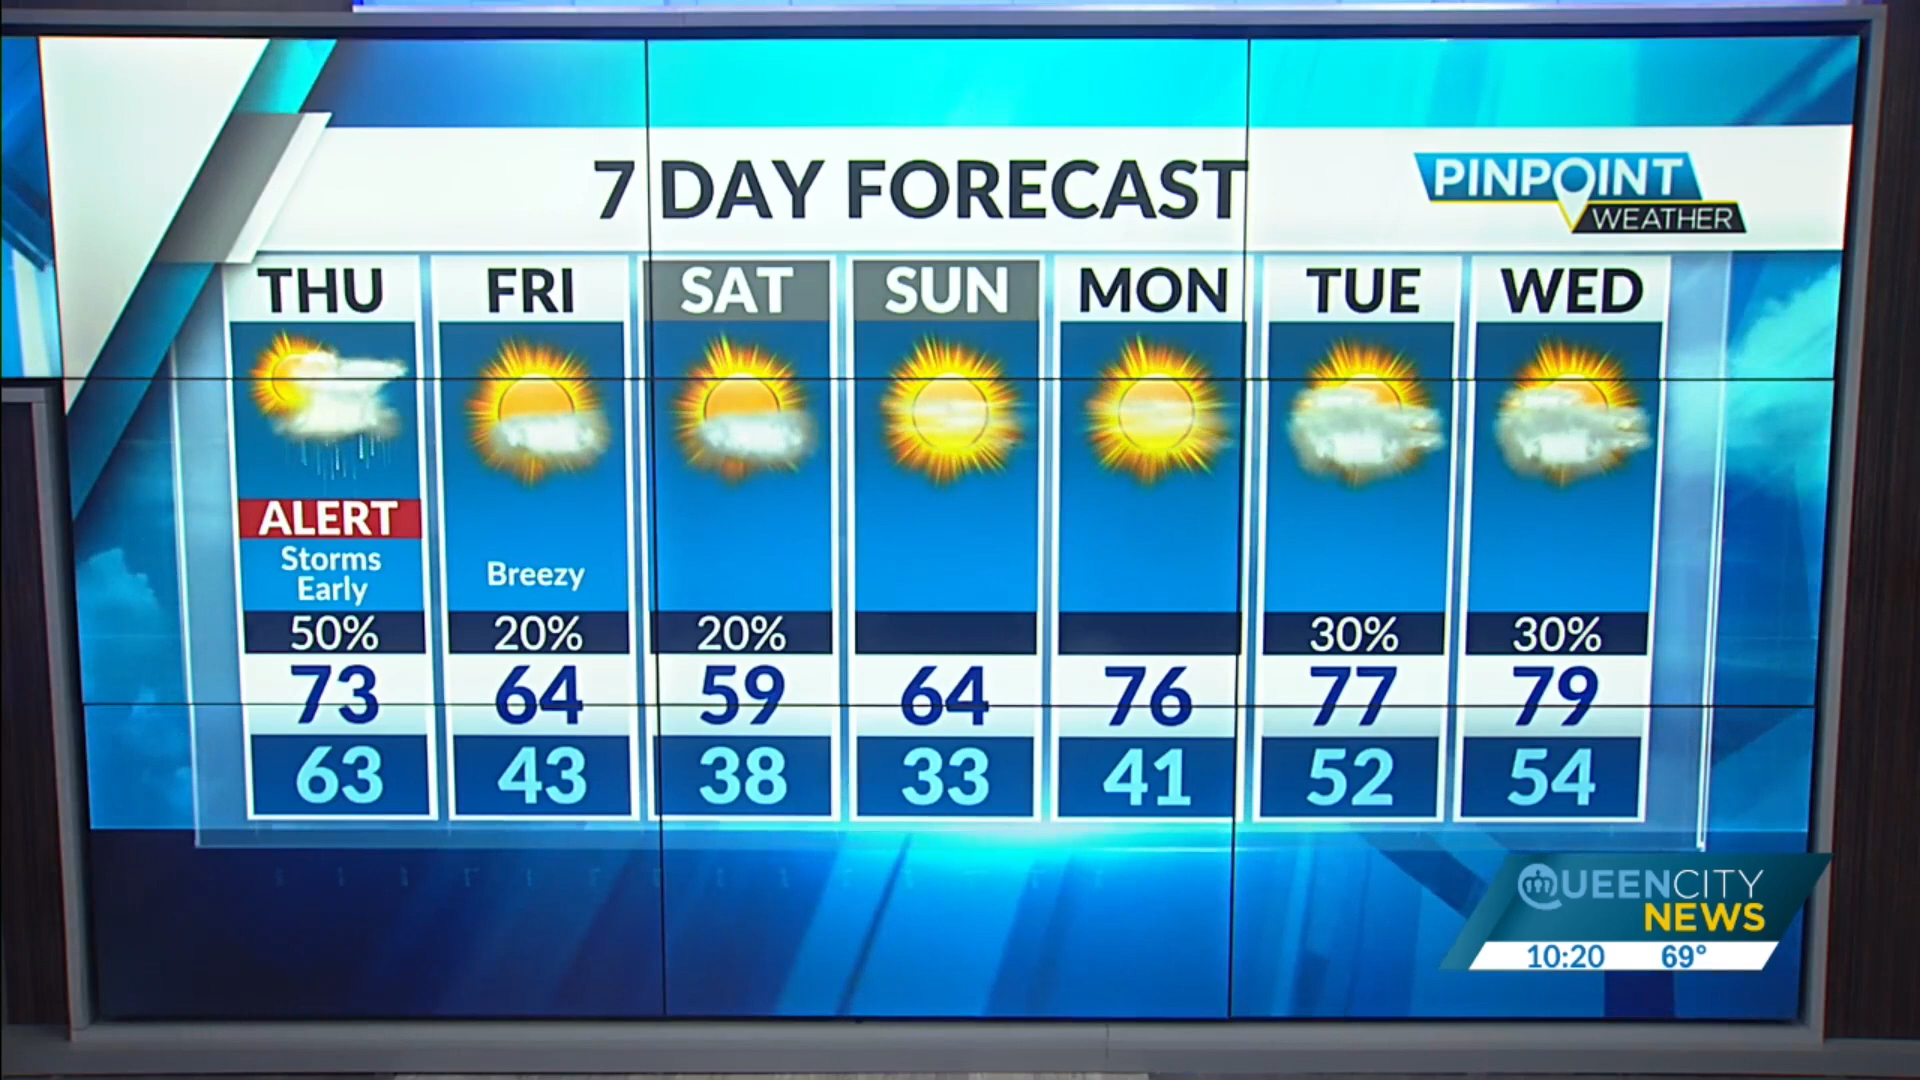 7 DAY FORECAST
PINPOINT
WEATHER
THU FRI SAT SUN MON TUE WED
ALERT
Storms
Early
Breezy
50% 20% 20% 30% 30%
73 64 59 64 76 77 79
63 43 38 33 41 52 54
QUEENCITY
NEWS
10:20 69°